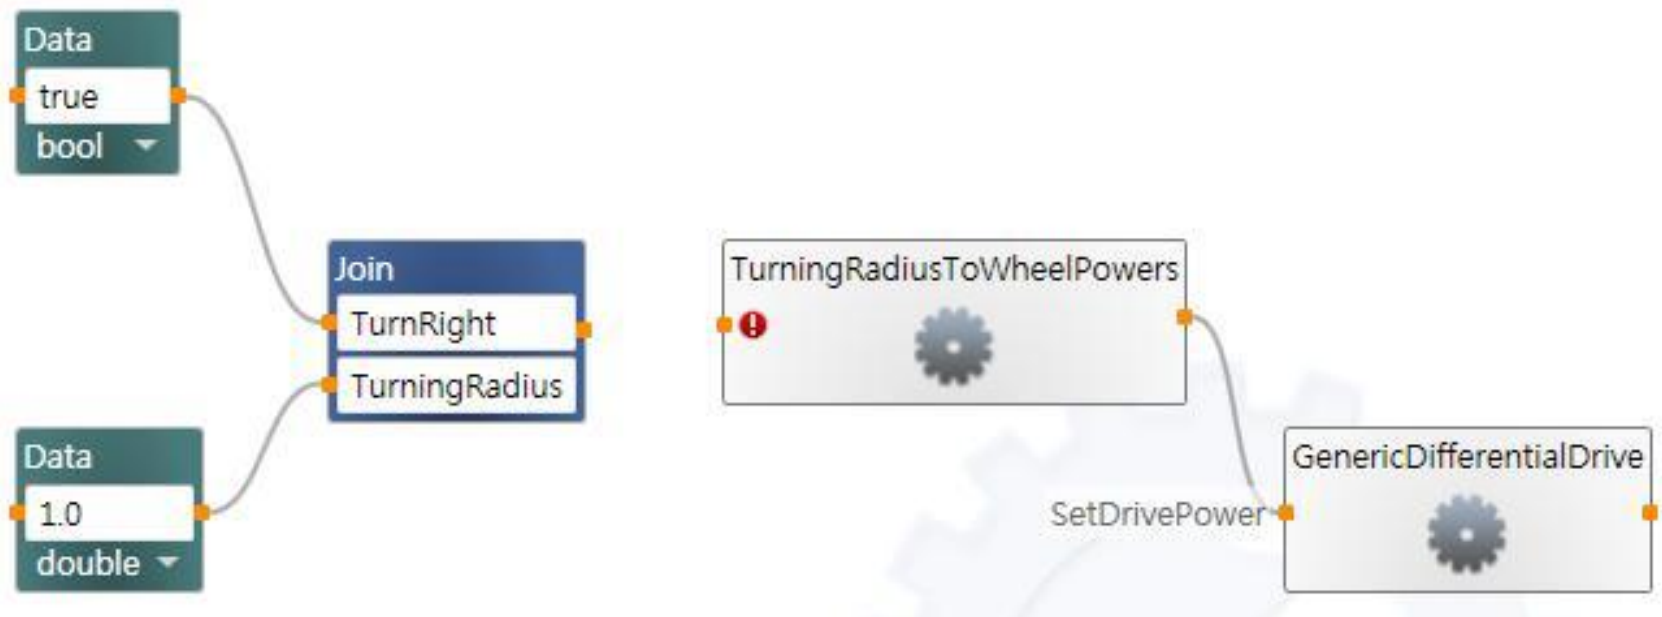 Data
true
bool
Join
TurnRight
TurningRadius
Data
1.0
double
TurningRadiusToWheelPowers
SetDrivePower
GenericDifferentialDrive